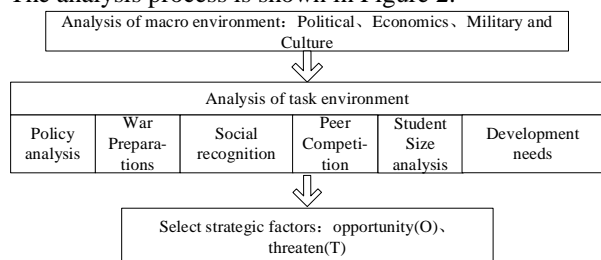 The analysis process is shown in Figure 2.
Analysis of macro environment：Political、Economics、Military and
Culture
Analysis of task environment
Policy
analysis
War
Prepara-
tions
Social
recognition
Peer
Competi-
tion
Student
Size
analysis
Development
needs
Select strategic factors：opportunity(O)、
threaten(T)